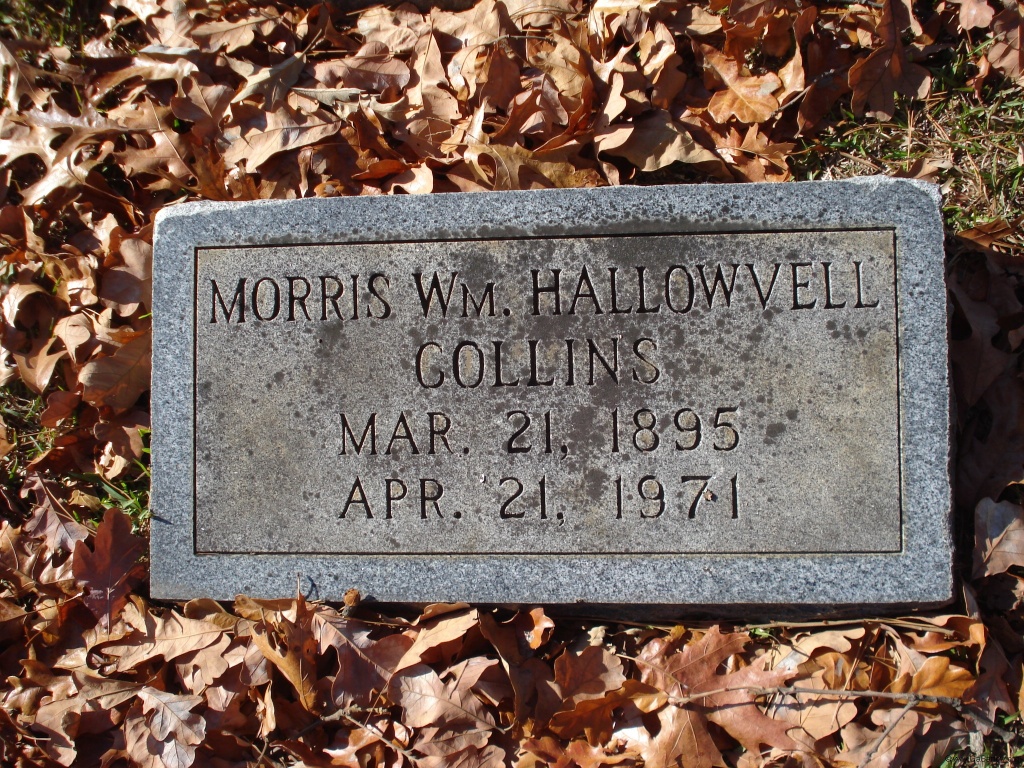 MORRIS WM. HALLOWVELL
COLLINS
MAR. 21, 1895
APR. 21, 1971